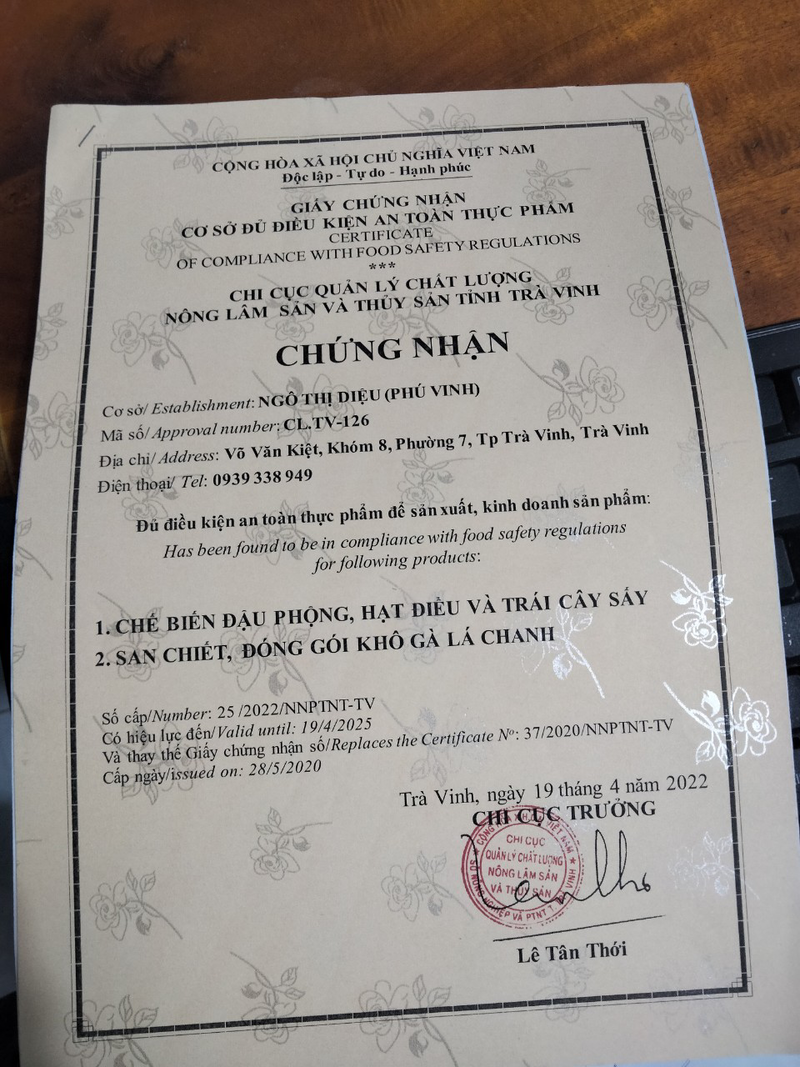 CỘNG HÒA XÃ HỘI CHỦ NGHĨA VIỆT NAM
Độc lập - Tự do - Hạnh phúc
GIẤY CHỨNG NHẬN
CƠ SỞ ĐỦ ĐIỀU KIỆN AN TOÀN THỰC PHẨM
CERTIFICATE
OF COMPLIANCE WITH FOOD SAFETY REGULATIONS
***
CHI CỤC QUẢN LÝ CHẤT LƯỢNG
NÔNG LÂM SẢN VÀ THỦY SẢN TỈNH TRÀ VINH
CHỨNG NHẬN
Cơ sở/ Establishment: NGÔ THỊ DIỆU (PHÚ VINH)
Mã số/ Approval number: CL.TV-126
Địa chỉ/ Address: Võ Văn Kiệt, Khóm 8, Phường 7, Tp Trà Vinh, Trà Vinh
Điện thoại/ Tel: 0939 338 949
Đủ điều kiện an toàn thực phẩm để sản xuất, kinh doanh sản phẩm:
Has been found to be in compliance with food safety regulations
for following products:
1. CHẾ BIẾN ĐẬU PHỘNG, HẠT ĐIỀU VÀ TRÁI CÂY SẤY
2. SAN CHIẾT, ĐÓNG GÓI KHÔ GÀ LÁ CHANH
Số cấp/Number: 25 /2022/NNPTNT-TV
Có hiệu lực đến/Valid until: 19/4/2025
Và thay thế Giấy chứng nhận số/Replaces the Certificate Nº: 37/2020/NNPTNT-TV
Cấp ngày/issued on: 28/5/2020
Trà Vinh, ngày 19 tháng 4 năm 2022
CHI CỤC TRƯỞNG
CHI CỤC
QUẢN LÝ CHẤT LƯỢNG
NÔNG LÂM SẢN
VÀ THỦY SẢN
Lê Tân Thới